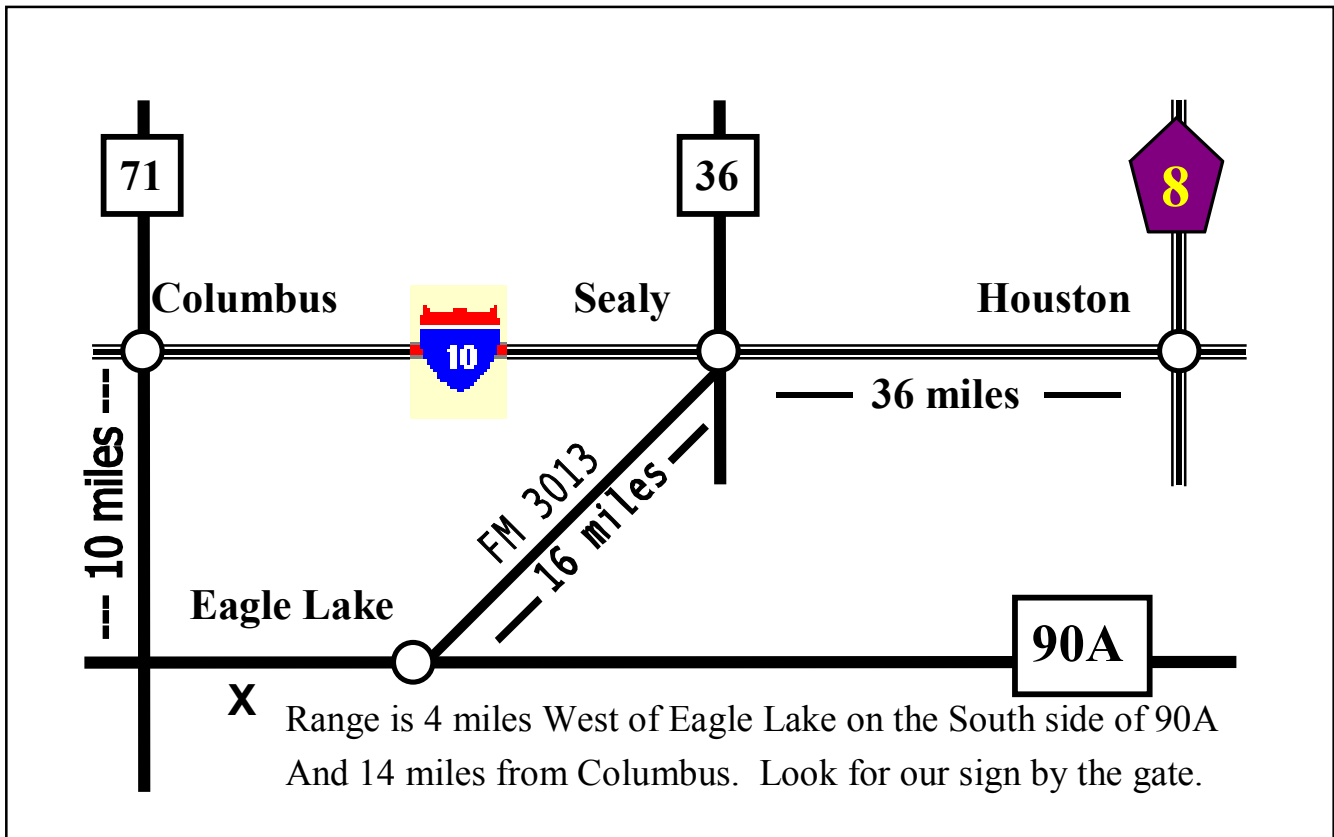 71
36
8
Columbus
Sealy
Houston
10
--- 10 miles ---
36 miles
FM 3013
16 miles
Eagle Lake
90A
X
Range is 4 miles West of Eagle Lake on the South side of 90A
And 14 miles from Columbus. Look for our sign by the gate.